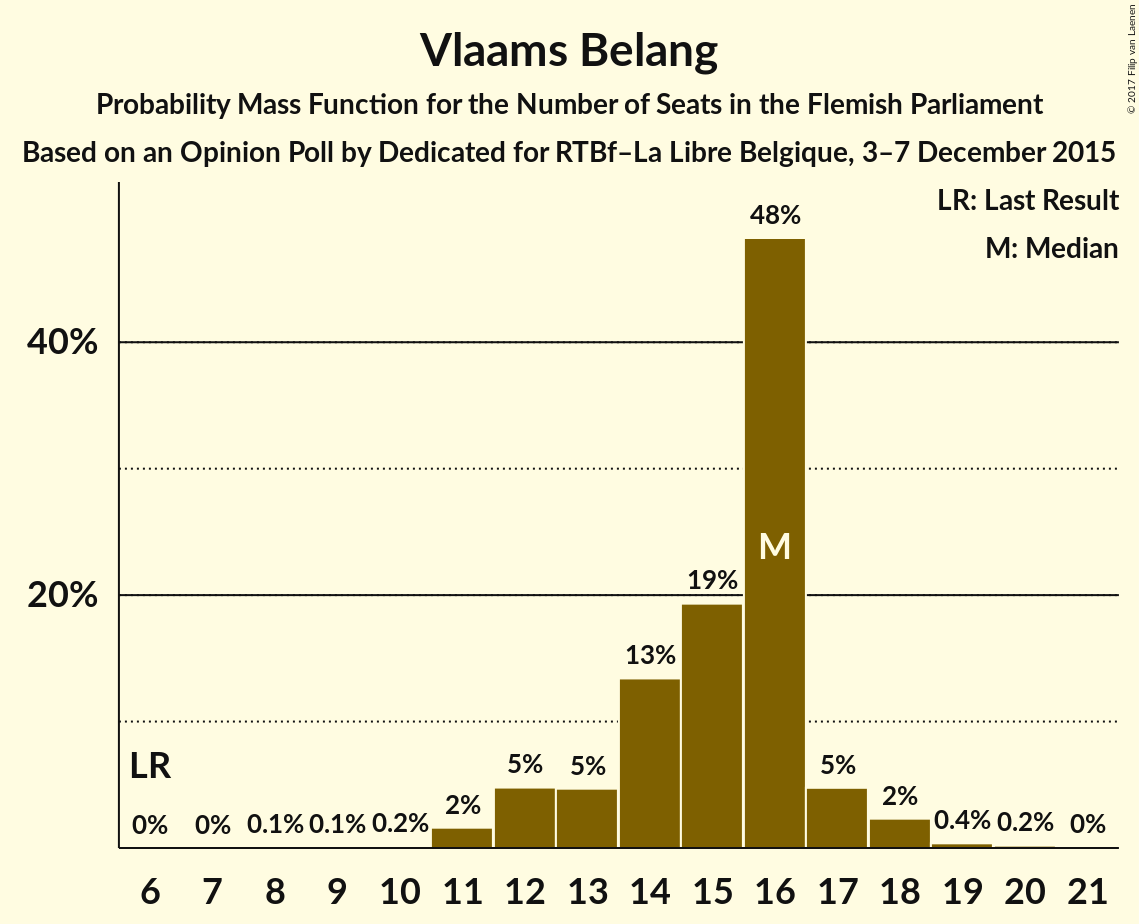 Vlaams Belang
Probability Mass Function for the Number of Seats in the Flemish Parliament
Based on an Opinion Poll by Dedicated for RTBf–La Libre Belgique, 3–7 December 2015
© 2017 Filip van Laenen
LR: Last Result
M: Median
40%
20%
LR
0% 0% 0.1% 0.1% 0.2% 2% 5% 5% 13% 19% 48% 5% 2% 0.4% 0.2% 0%
M
6 7 8 9 10 11 12 13 14 15 16 17 18 19 20 21